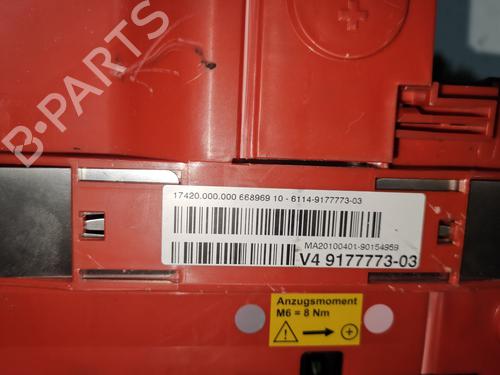 17420.000.000 668969 10 - 6114-9177773-03
MA20100401-90154959
V4 9177773-03
Anzugsmoment
M6 = 8 Nm
B-PARTS